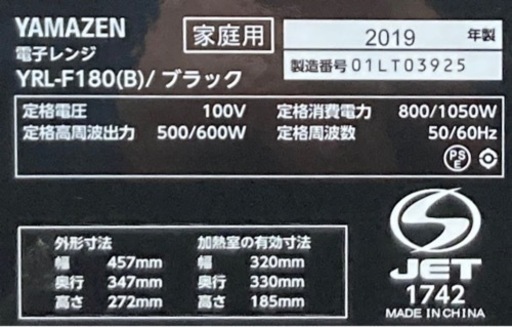 YAMAZEN
電子レンジ
YRL-F180(B)/ ブラック
家庭用
2019 年製
製造番号 01LT03925
定格電圧 100V 定格消費電力 800/1050W
定格高周波出力 500/600W 定格周波数 50/60Hz
PSE
外形寸法 加熱室の有効寸法
幅 457mm 幅 320mm
奥行 347mm 奥行 330mm
高さ 272mm 高さ 185mm
JET
1742
MADE IN CHINA